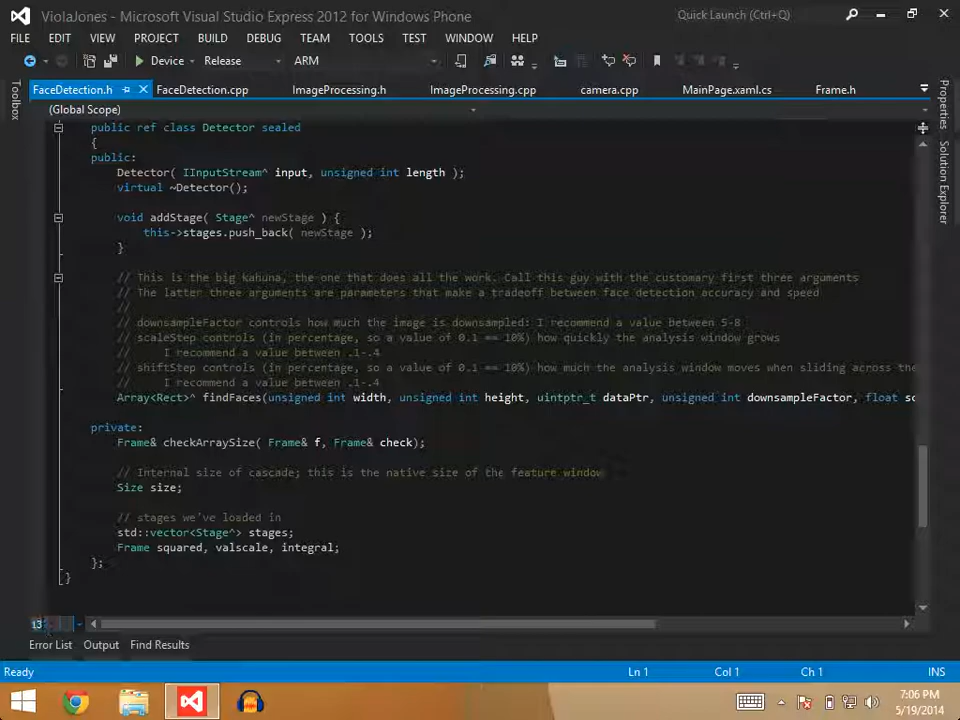 ViolaJones - Microsoft Visual Studio Express 2012 for Windows Phone
Quick Launch (Ctrl+Q)
FILE EDIT VIEW PROJECT BUILD DEBUG TEAM TOOLS TEST WINDOW HELP
Device Release ARM
FaceDetection.h FaceDetection.cpp ImageProcessing.h ImageProcessing.cpp camera.cpp MainPage.xaml.cs Frame.h
Toolbox
Properties
Solution Explorer
(Global Scope)
public ref class Detector sealed
{
public:
Detector( IInputStream^ input, unsigned int length );
virtual ~Detector();
void addStage( Stage^ newStage ) {
this->stages.push_back( newStage );
}
// This is the big kahuna, the one that does all the work. Call this guy with the customary first three arguments
// The latter three arguments are parameters that make a tradeoff between face detection accuracy and speed
//
// downsampleFactor controls how much the image is downsampled: I recommend a value between 5-8
// scaleStep controls (in percentage, so a value of 0.1 == 10%) how quickly the analysis window grows
// I recommend a value between .1-.4
// shiftStep controls (in percentage, so a value of 0.1 == 10%) how much the analysis window moves when sliding across the
// I recommend a value between .1-.4
Array<Rect>^ findFaces(unsigned int width, unsigned int height, uintptr_t dataPtr, unsigned int downsampleFactor, float sc
private:
Frame& checkArraySize( Frame& f, Frame& check);
// Internal size of cascade; this is the native size of the feature window
Size size;
// stages we've loaded in
std::vector<Stage^> stages;
Frame squared, valscale, integral;
};
}
Error List Output Find Results
Ready Ln 1 Col 1 Ch 1 INS
7:06 PM
5/19/2014